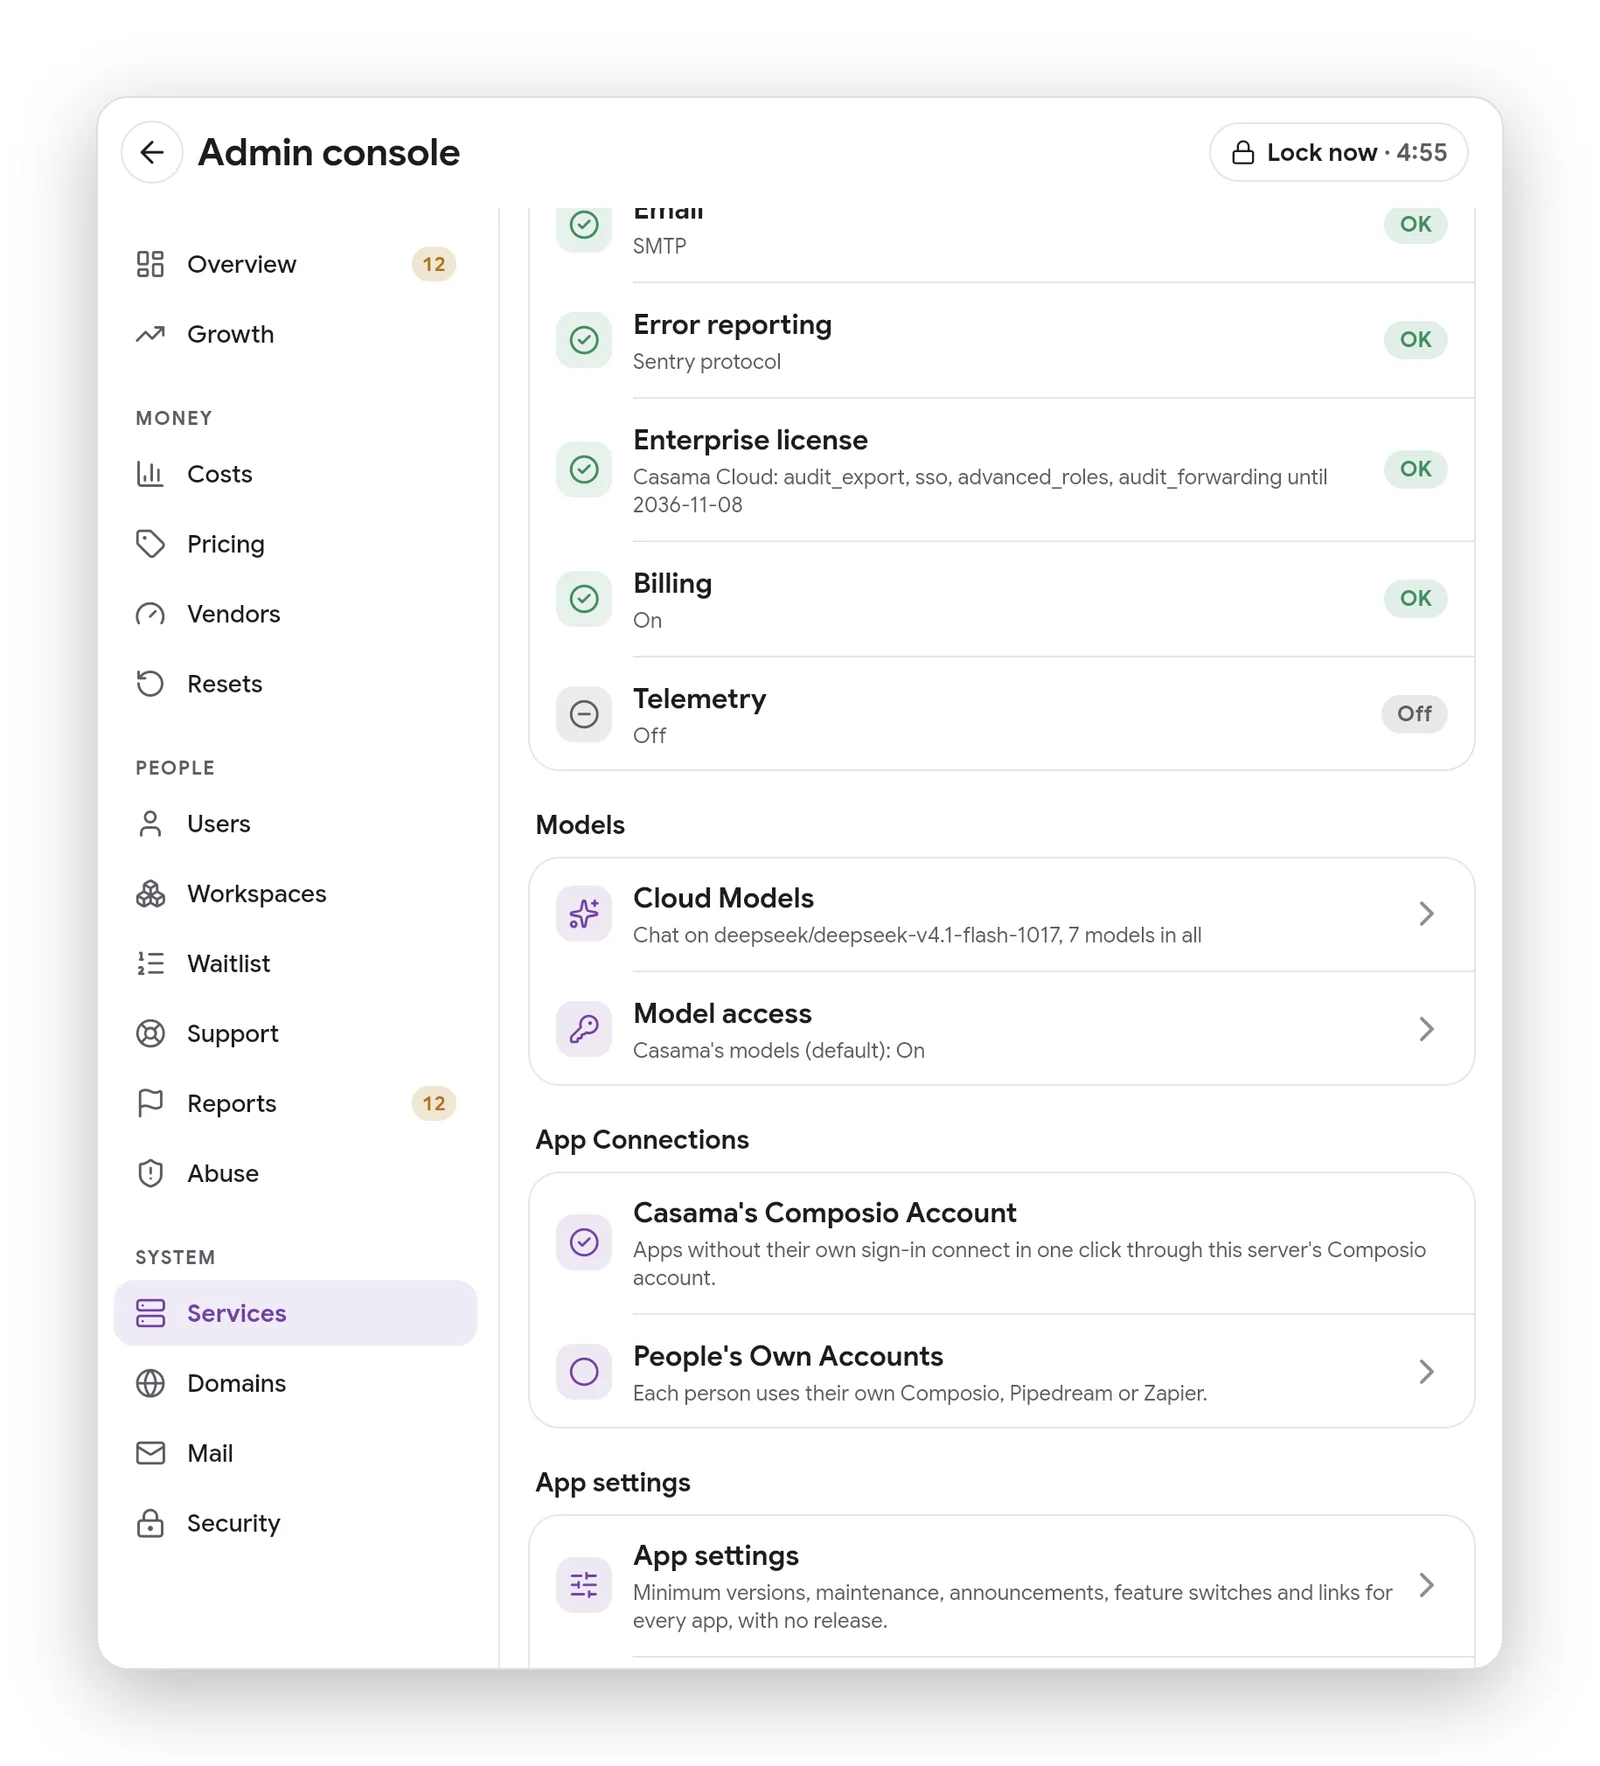 Admin console
Lock now · 4:55
Overview
12
Growth
MONEY
Costs
Pricing
Vendors
Resets
PEOPLE
Users
Workspaces
Waitlist
Support
Reports
12
Abuse
SYSTEM
Services
Domains
Mail
Security
Email
SMTP
OK
Error reporting
Sentry protocol
OK
Enterprise license
Casama Cloud: audit_export, sso, advanced_roles, audit_forwarding until
2036-11-08
OK
Billing
On
OK
Telemetry
Off
Off
Models
Cloud Models
Chat on deepseek/deepseek-v4.1-flash-1017, 7 models in all
Model access
Casama's models (default): On
App Connections
Casama's Composio Account
Apps without their own sign-in connect in one click through this server's Composio
account.
People's Own Accounts
Each person uses their own Composio, Pipedream or Zapier.
App settings
App settings
Minimum versions, maintenance, announcements, feature switches and links for
every app, with no release.